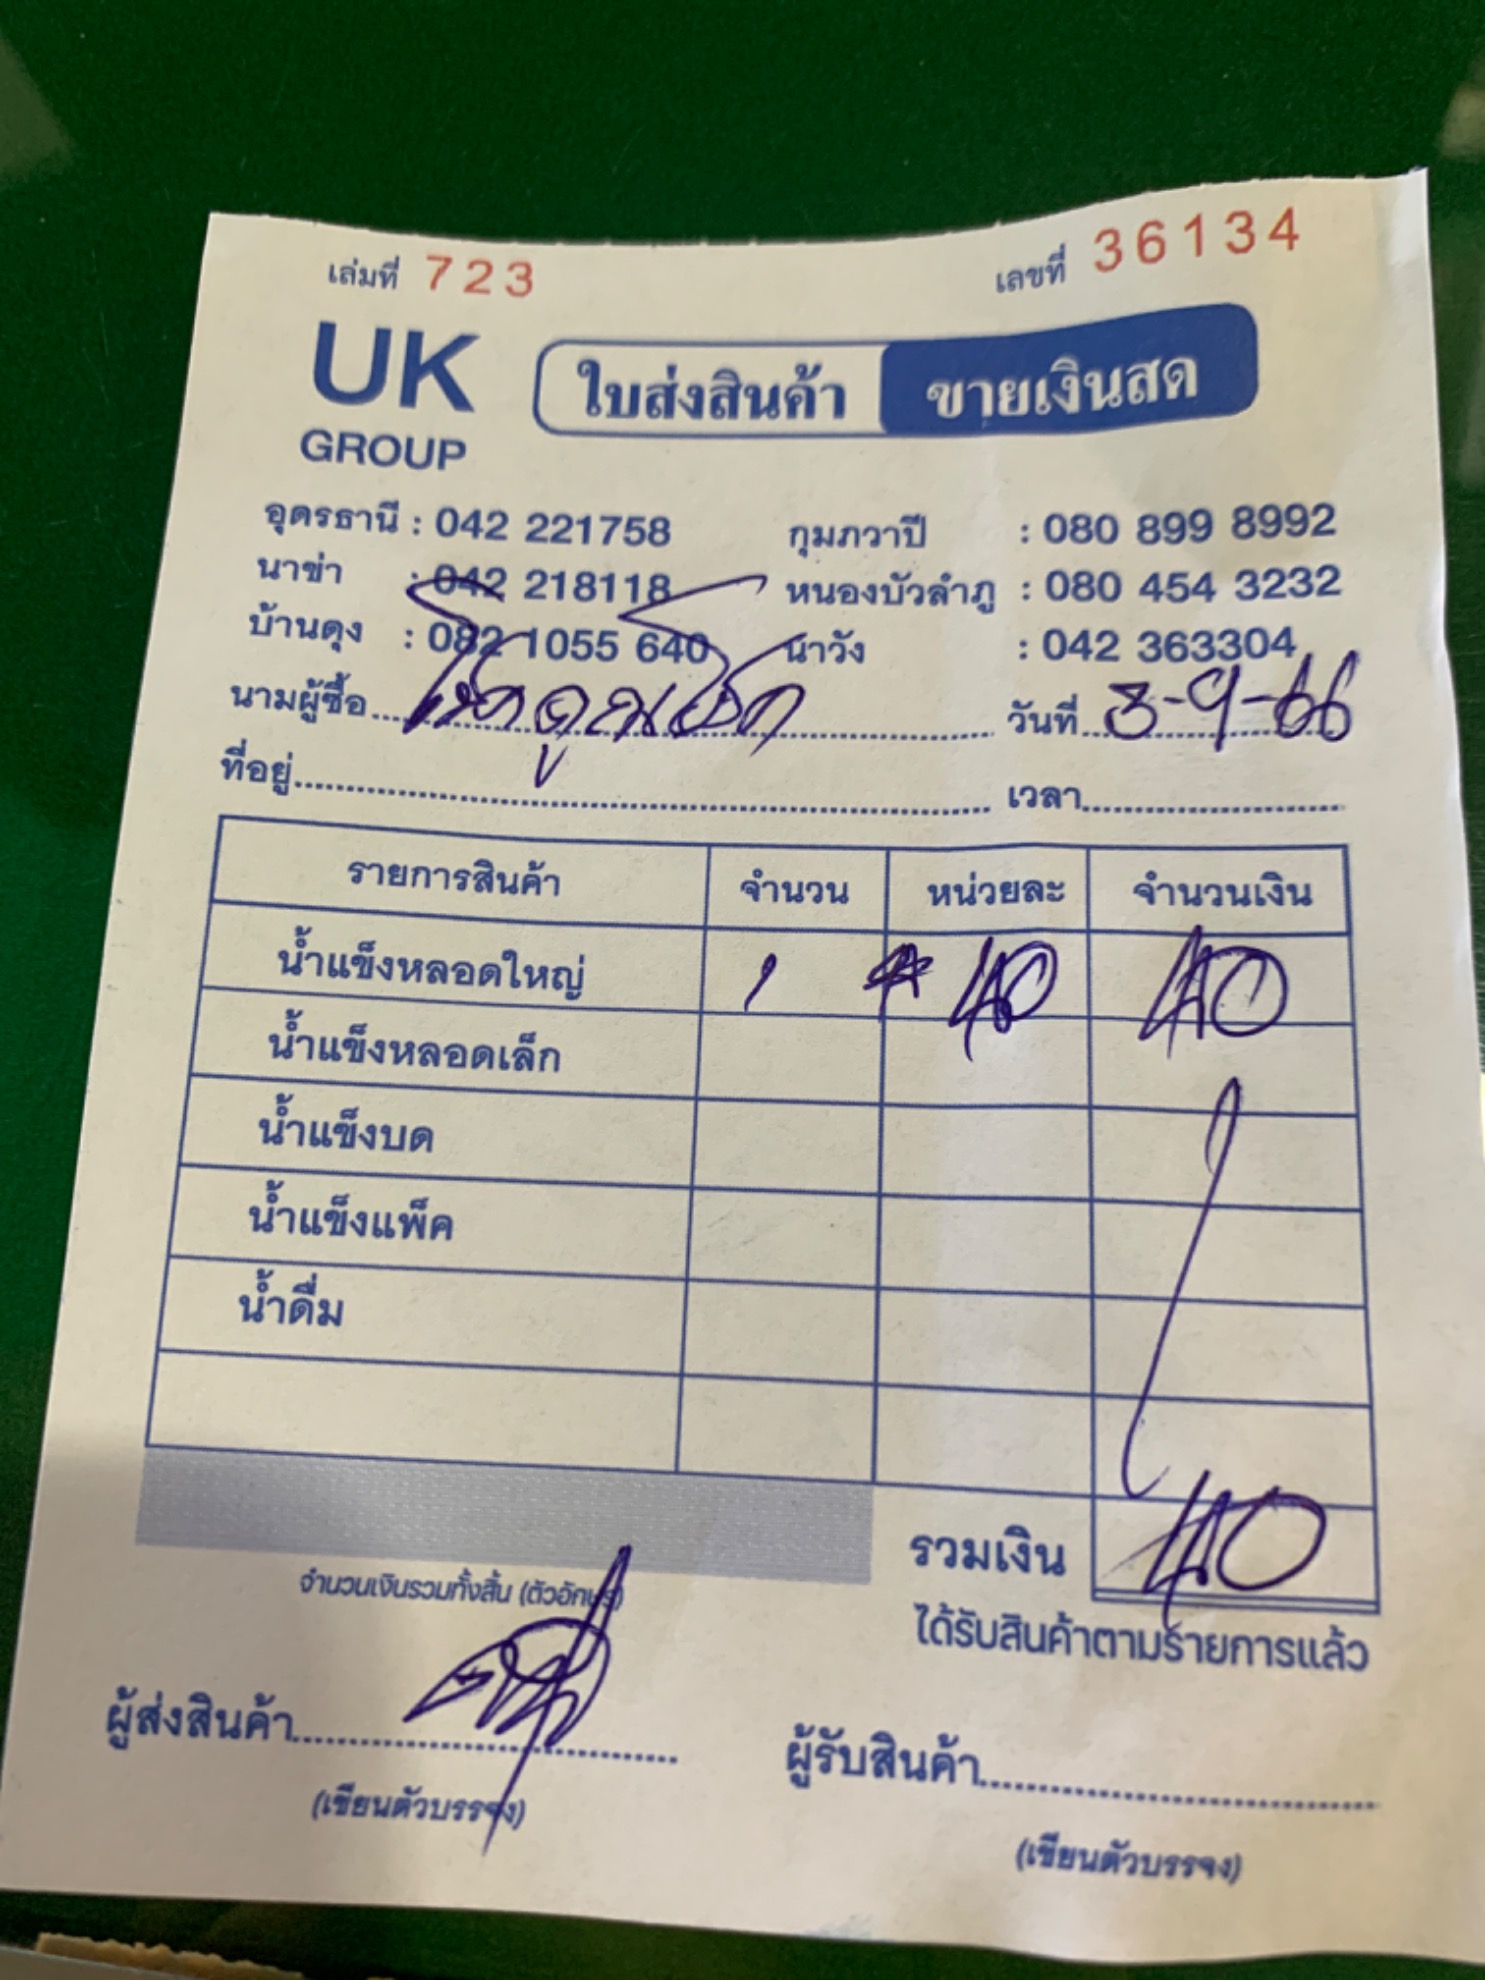 เล่มที่ 723 เลขที่ 36134
UK GROUP
ใบส่งสินค้า ขายเงินสด
อุดรธานี : 042 221758 กุมภวาปี : 080 899 8992
นาข่า : 042 218118 หนองบัวลำภู : 080 454 3232
บ้านดุง : 082 1055 640 นาวัง : 042 363304
นามผู้ซื้อ วันที่ 3-9-66
ที่อยู่ เวลา
รายการสินค้า จำนวน หน่วยละ จำนวนเงิน
น้ำแข็งหลอดใหญ่ 1 40 40
น้ำแข็งหลอดเล็ก
น้ำแข็งบด
น้ำแข็งแพ็ค
น้ำดื่ม
รวมเงิน 40
จำนวนเงินรวมทั้งสิ้น (ตัวอักษร)
ได้รับสินค้าตามรายการแล้ว
ผู้ส่งสินค้า ผู้รับสินค้า
(เขียนตัวบรรจง) (เขียนตัวบรรจง)